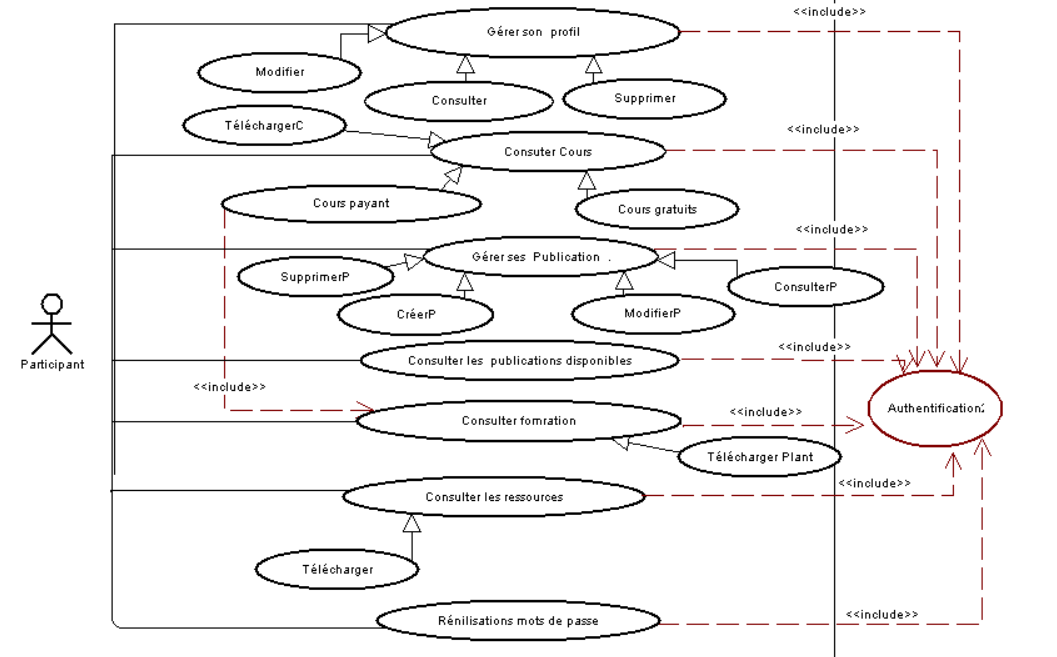 <<include>>
Gérer son profil
Modifier
Consulter
Supprimer
TéléchargerC
<<include>>
Consuter Cours
Cours payant
Cours gratuits
<<include>>
Gérer ses Publication .
SupprimerP
ConsulterP
CréerP
ModifierP
<<include>>
Consulter les publications disponibles
Participant
<<include>>
<<include>>
Authentification2
Consulter formration
Télécharger Plant
<<include>>
Consulter les ressources
Télécharger
<<include>>
Rénilisations mots de passe